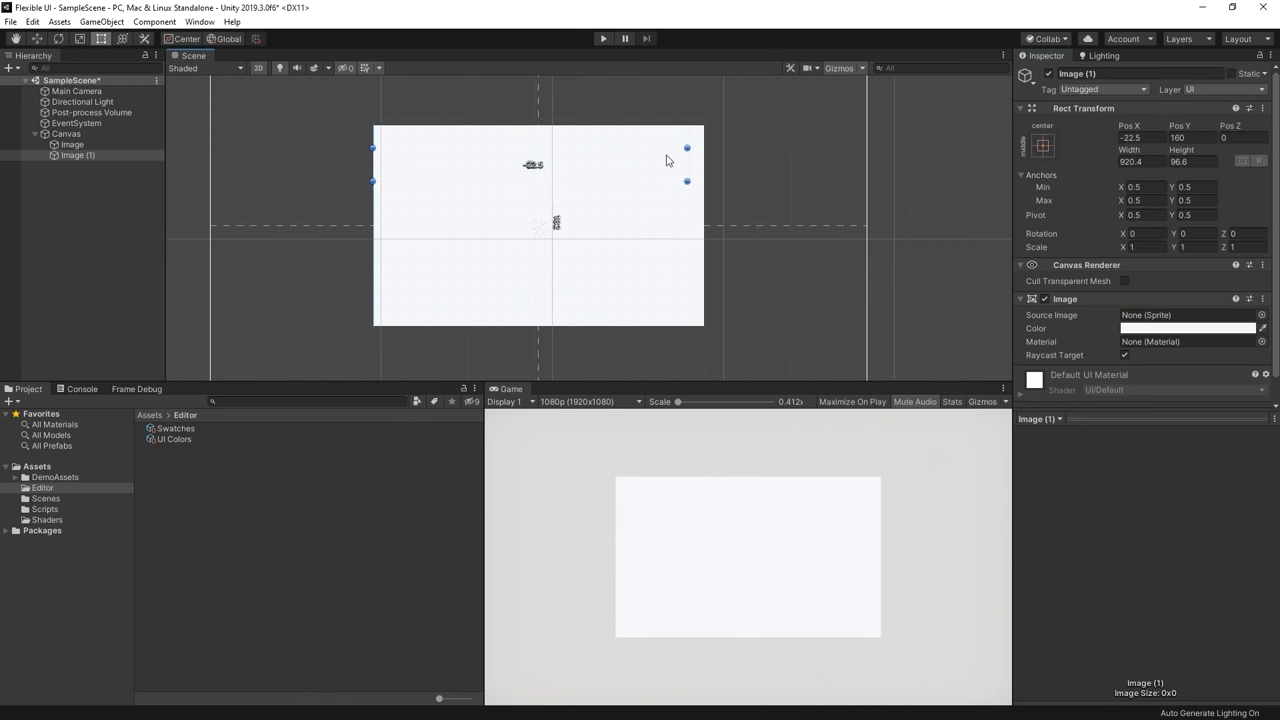 Flexible UI - SampleScene - PC, Mac & Linux Standalone - Unity 2019.3.0f6* <DX11>
File Edit Assets GameObject Component Window Help
Center Global Collab Account Layers Layout
Hierarchy
All
SampleScene*
Main Camera
Directional Light
Post-process Volume
EventSystem
Canvas
Image
Image (1)
Scene
Shaded 2D 0 Gizmos All
-22.5
160
Inspector Lighting
Image (1) Static
Tag Untagged Layer UI
Rect Transform
center Pos X Pos Y Pos Z
middle -22.5 160 0
Width Height
920.4 96.6 R
Anchors
Min X 0.5 Y 0.5
Max X 0.5 Y 0.5
Pivot X 0.5 Y 0.5
Rotation X 0 Y 0 Z 0
Scale X 1 Y 1 Z 1
Canvas Renderer
Cull Transparent Mesh
Image
Source Image None (Sprite)
Color
Material None (Material)
Raycast Target
Default UI Material
Shader UI/Default
Image (1)
Image (1)
Image Size: 0x0
Project Console Frame Debug
9
Favorites
All Materials
All Models
All Prefabs
Assets
DemoAssets
Editor
Scenes
Scripts
Shaders
Packages
Assets > Editor
Swatches
UI Colors
Game
Display 1 1080p (1920x1080) Scale 0.412x Maximize On Play Mute Audio Stats Gizmos
Auto Generate Lighting On